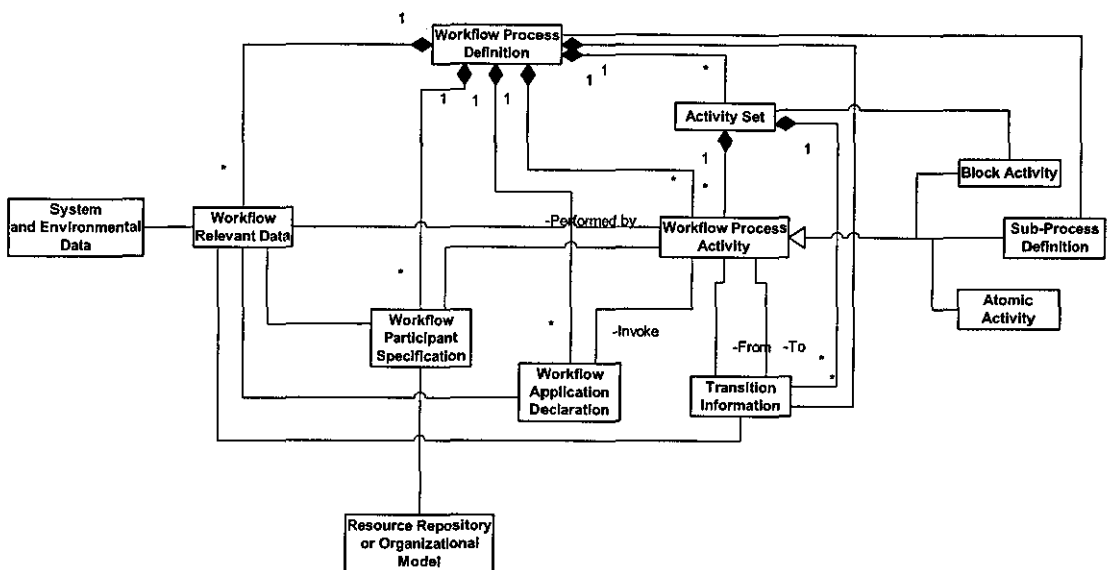 1
Workflow Process
Definition
1
1
*
1
1
1
Activity Set
1
1
*
*
*
Block Activity
System
and Environmental
Data
Workflow
Relevant Data
-Performed by
Workflow Process
Activity
Sub-Process
Definition
*
Atomic
Activity
Workflow
Participant
Specification
*
-Invoke
-From
-To
*
*
Workflow
Application
Declaration
Transition
Information
Resource Repository
or Organizational
Model